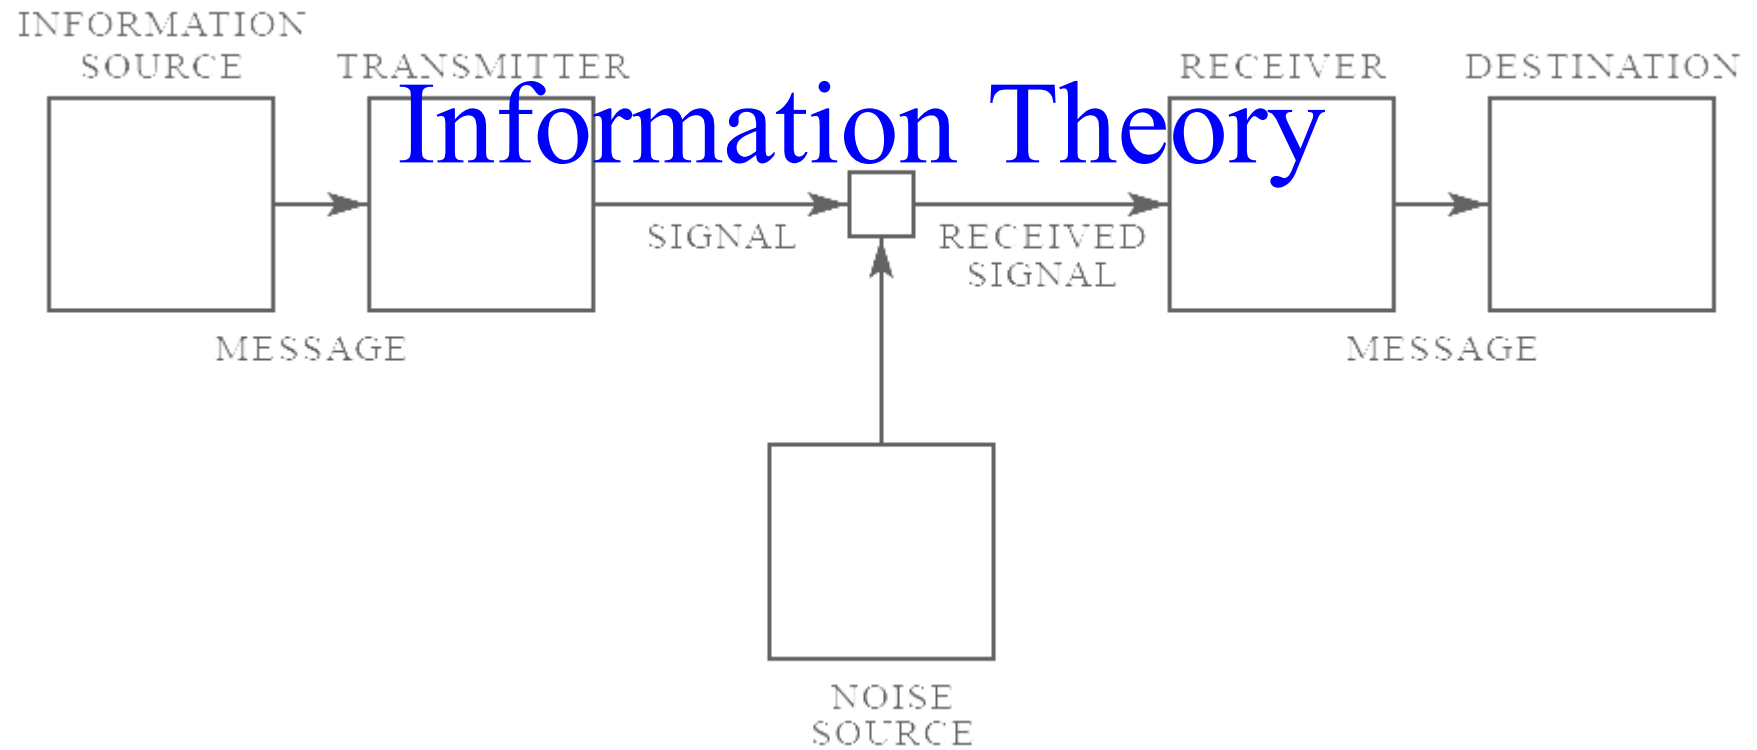 INFORMATION
SOURCE
TRANSMITTER
RECEIVER
DESTINATION
Information Theory
SIGNAL
RECEIVED
SIGNAL
MESSAGE
MESSAGE
NOISE
SOURCE